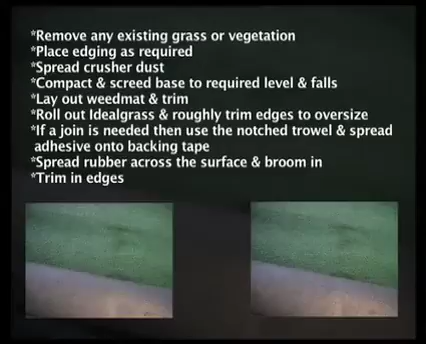 *Remove any existing grass or vegetation
*Place edging as required
*Spread crusher dust
*Compact & screed base to required level & falls
*Lay out weedmat & trim
*Roll out Idealgrass & roughly trim edges to oversize
*If a join is needed then use the notched trowel & spread
adhesive onto backing tape
*Spread rubber across the surface & broom in
*Trim in edges